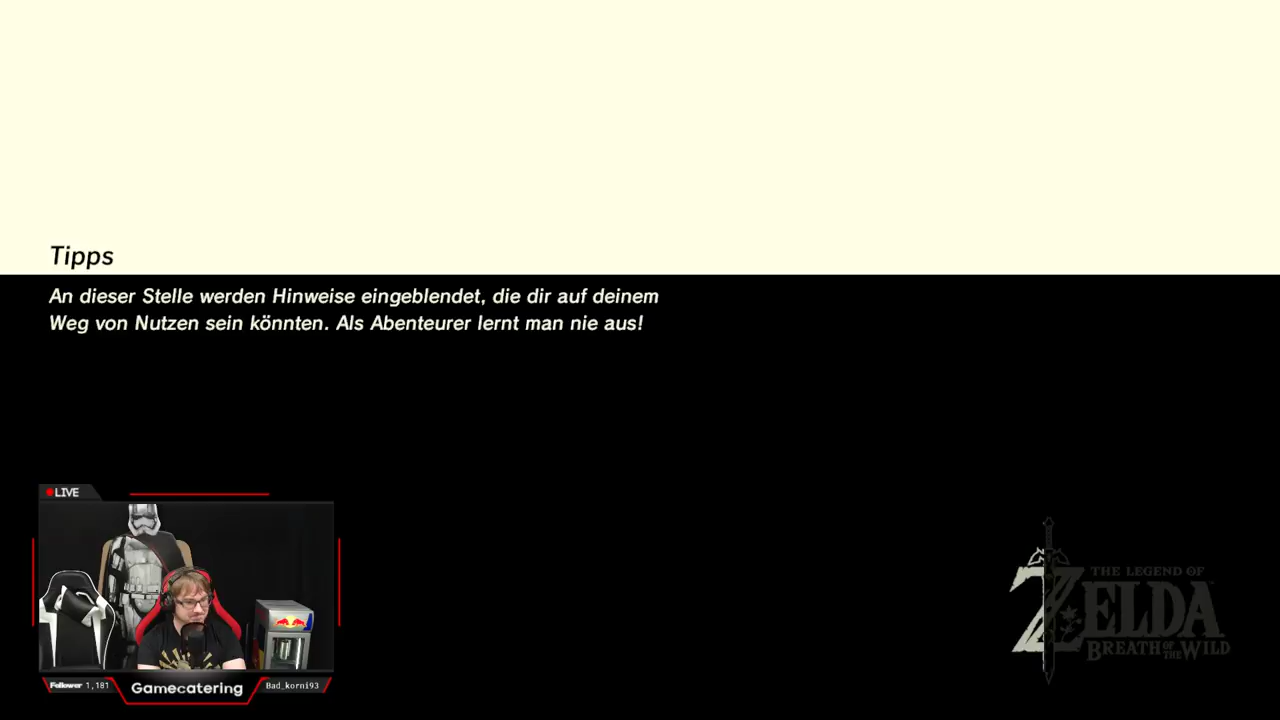 Tipps
An dieser Stelle werden Hinweise eingeblendet, die dir auf deinem
Weg von Nutzen sein könnten. Als Abenteurer lernt man nie aus!
LIVE
THE LEGEND OF
ZELDA
BREATH OF THE WILD
Follower 1,181
Gamecatering
Bad_korni93